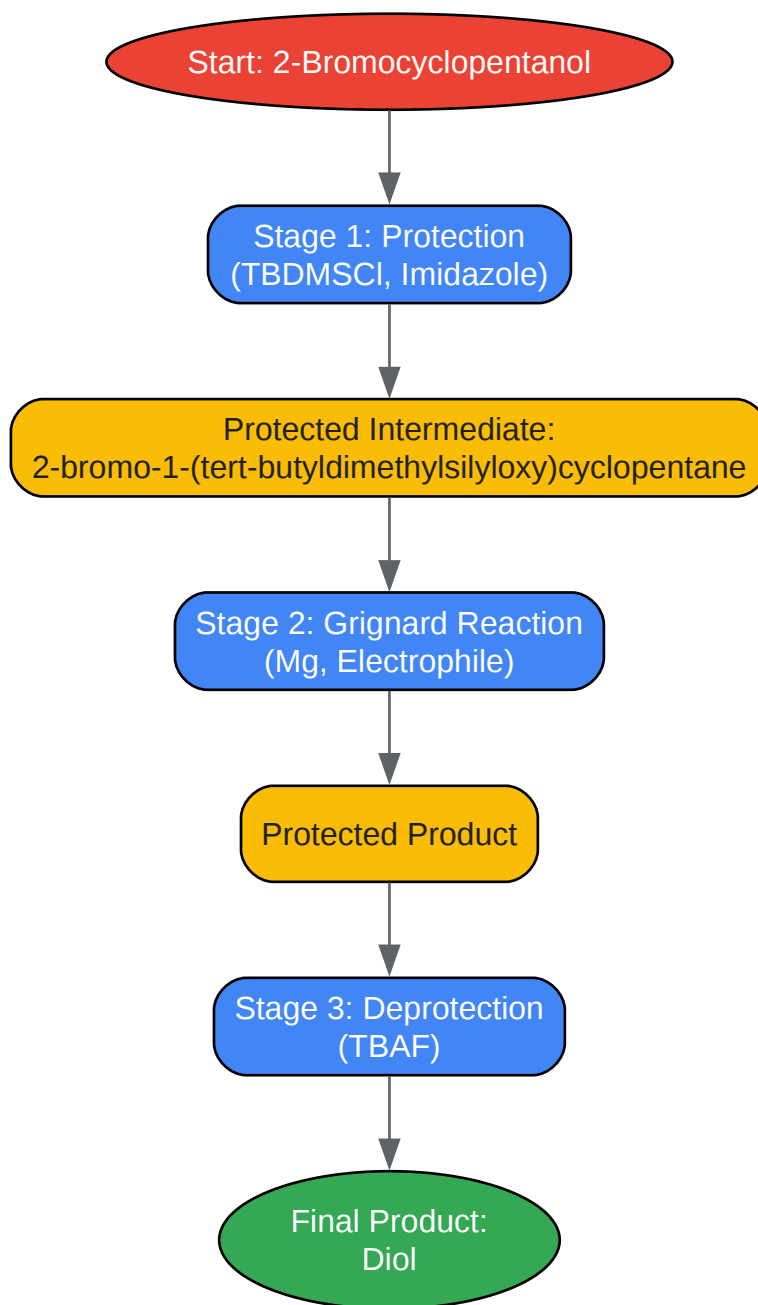 Start: 2-Bromocyclopentanol
Stage 1: Protection
(TBDMSCl, Imidazole)
Protected Intermediate:
2-bromo-1-(tert-butyldimethylsilyloxy)cyclopentane
Stage 2: Grignard Reaction
(Mg, Electrophile)
Protected Product
Stage 3: Deprotection
(TBAF)
Final Product:
Diol